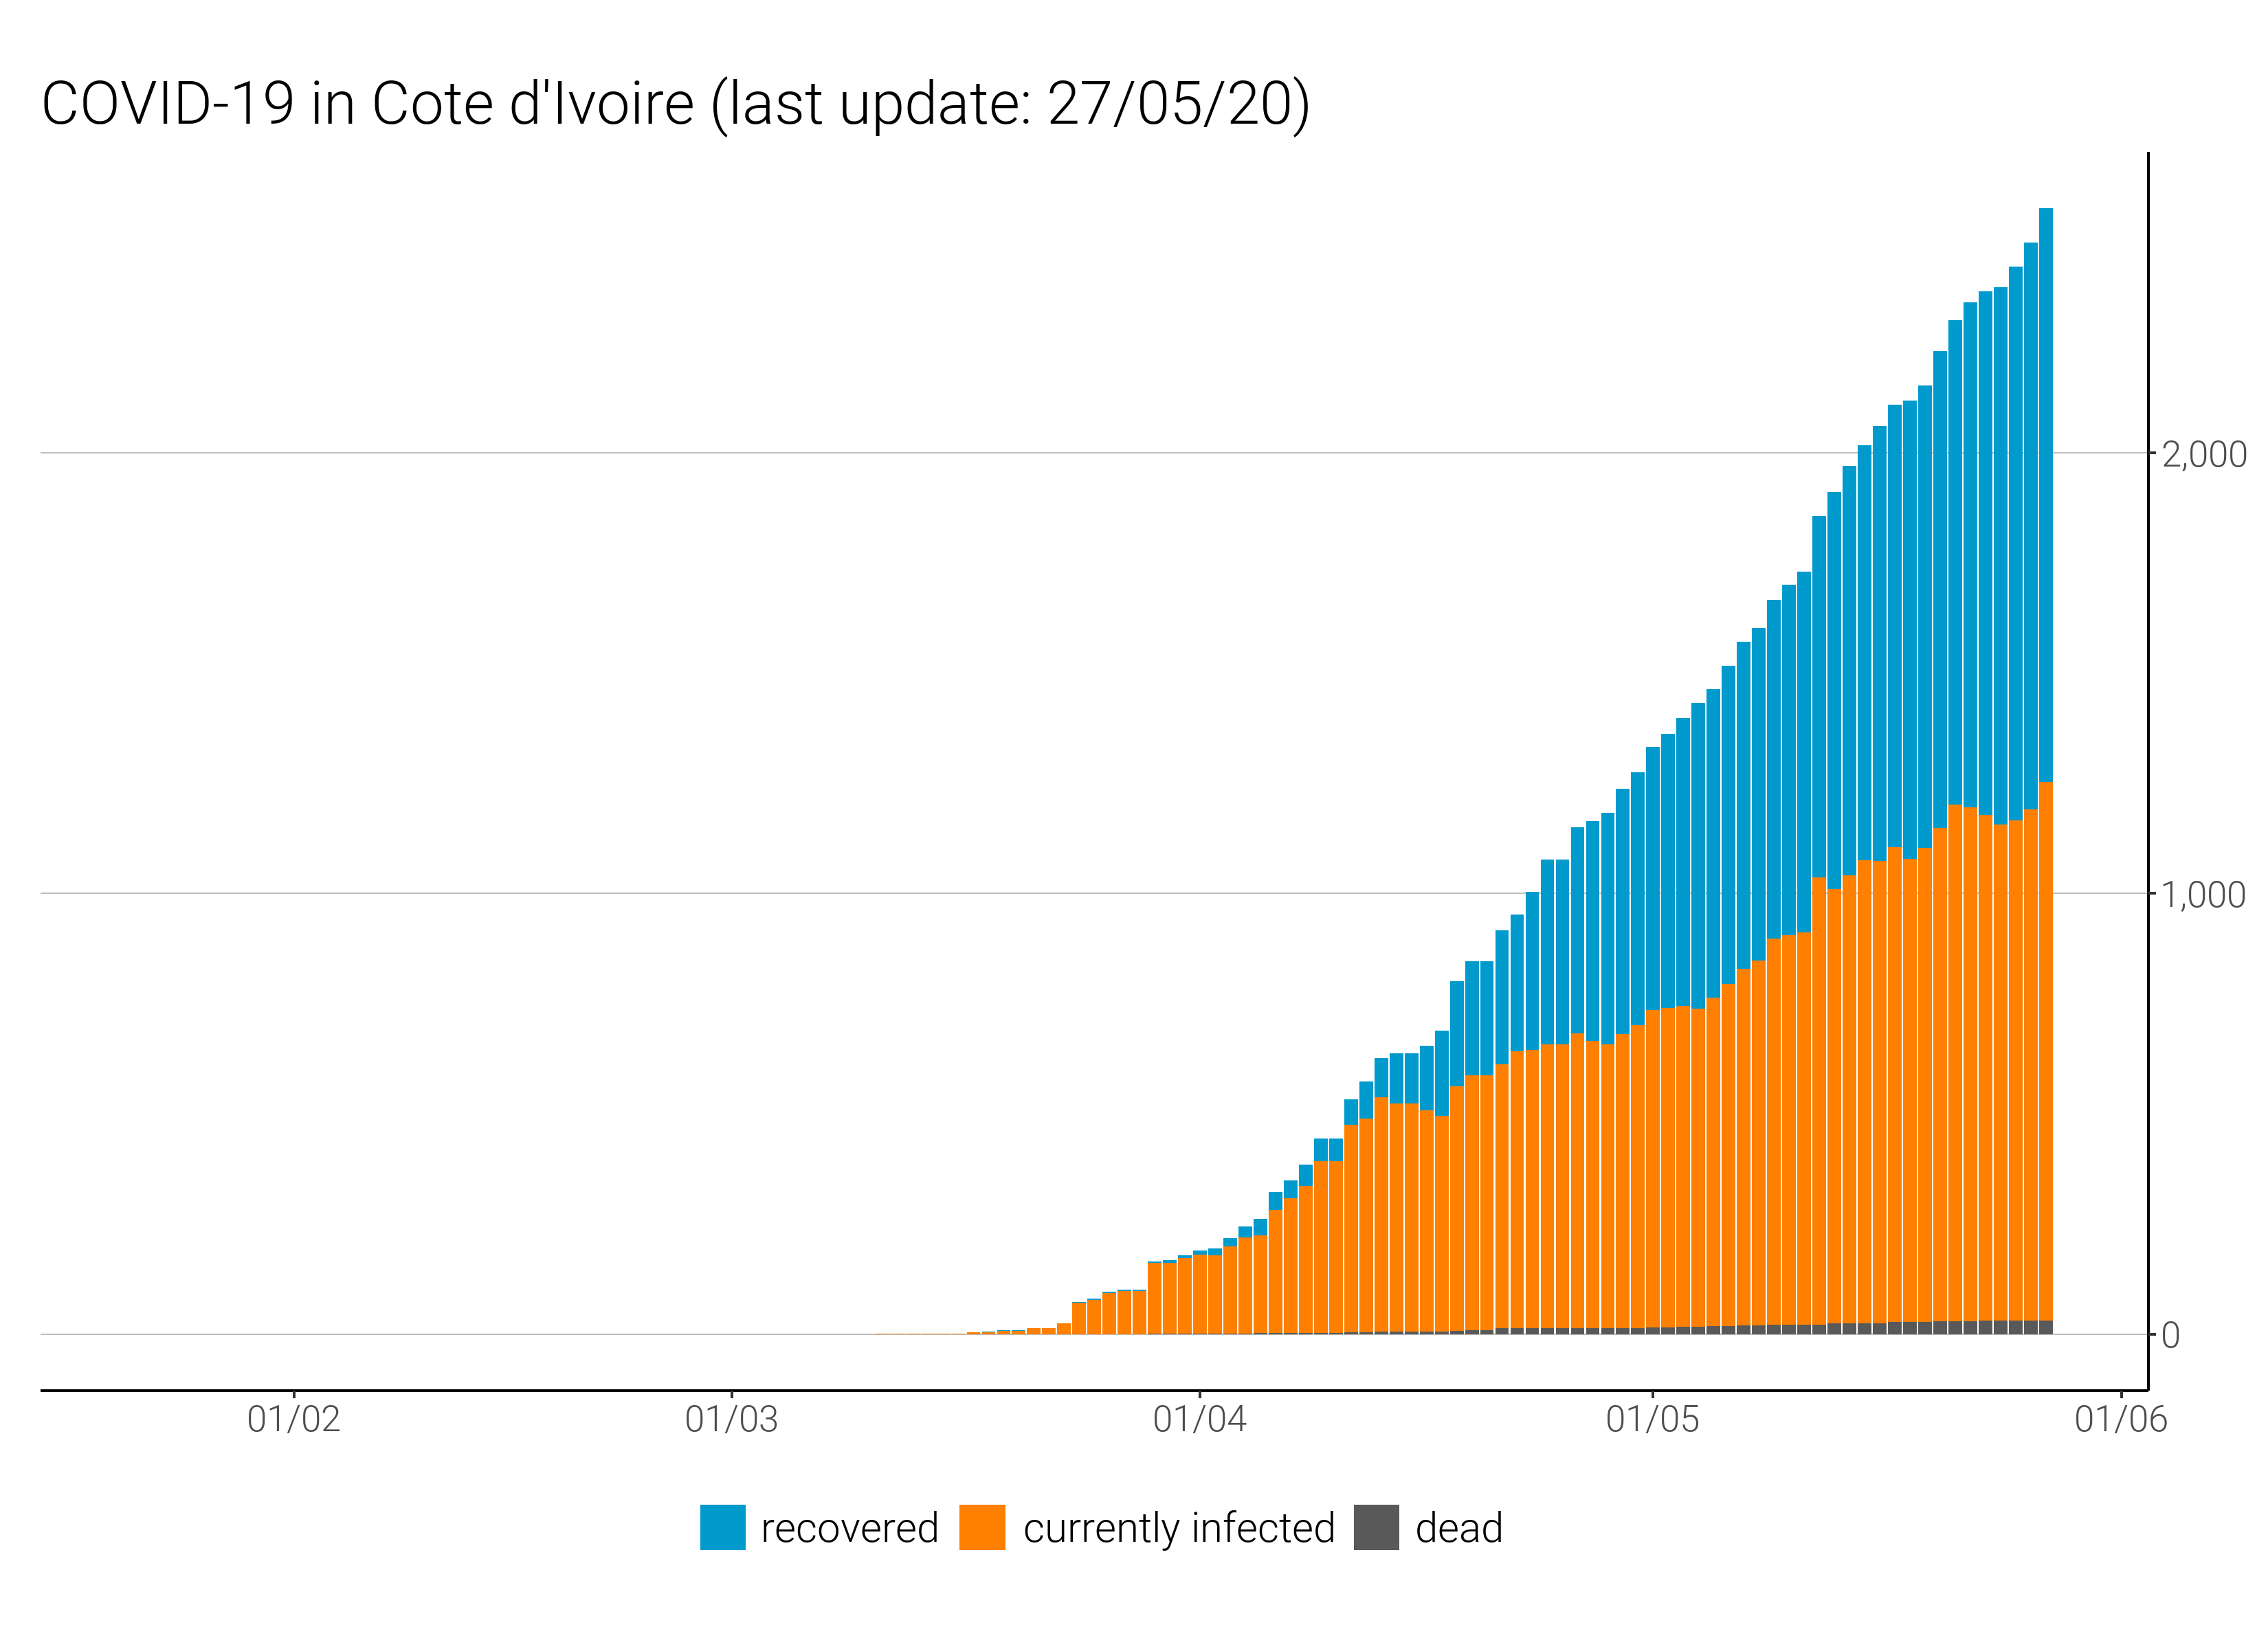 COVID-19 in Cote d'Ivoire (last update: 27/05/20)
2,000
1,000
0
01/02 01/03 01/04 01/05 01/06
recovered currently infected dead